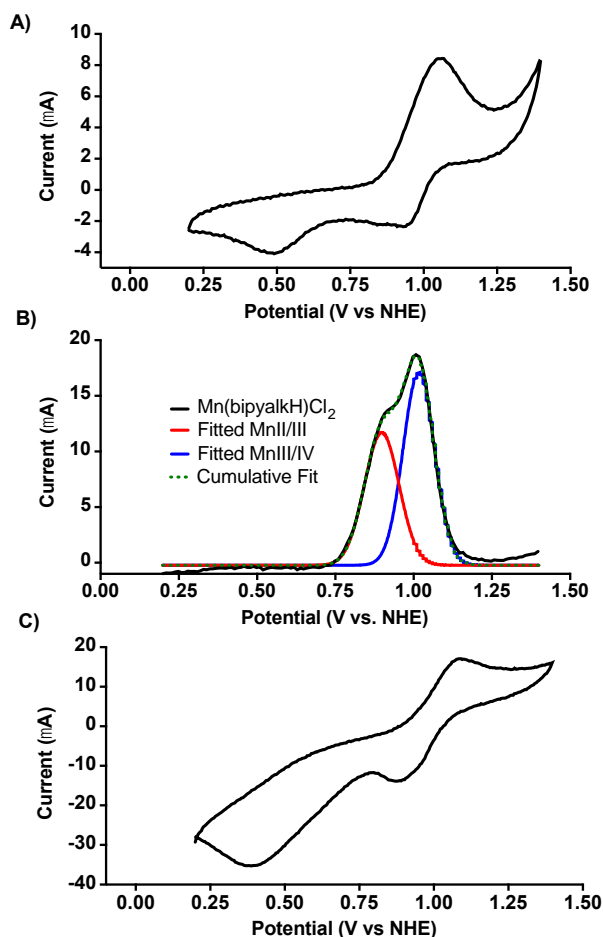 A)
10
8
6
4
2
0
-2
-4
Current (mA)
0.00 0.25 0.50 0.75 1.00 1.25 1.50
Potential (V vs NHE)
B)
20
15
10
5
0
Current (mA)
Mn(bipyalkH)Cl₂
Fitted MnII/III
Fitted MnIII/IV
Cumulative Fit
0.00 0.25 0.50 0.75 1.00 1.25 1.50
Potential (V vs. NHE)
C)
20
10
0
-10
-20
-30
-40
Current (mA)
0.00 0.25 0.50 0.75 1.00 1.25 1.50
Potential (V vs NHE)